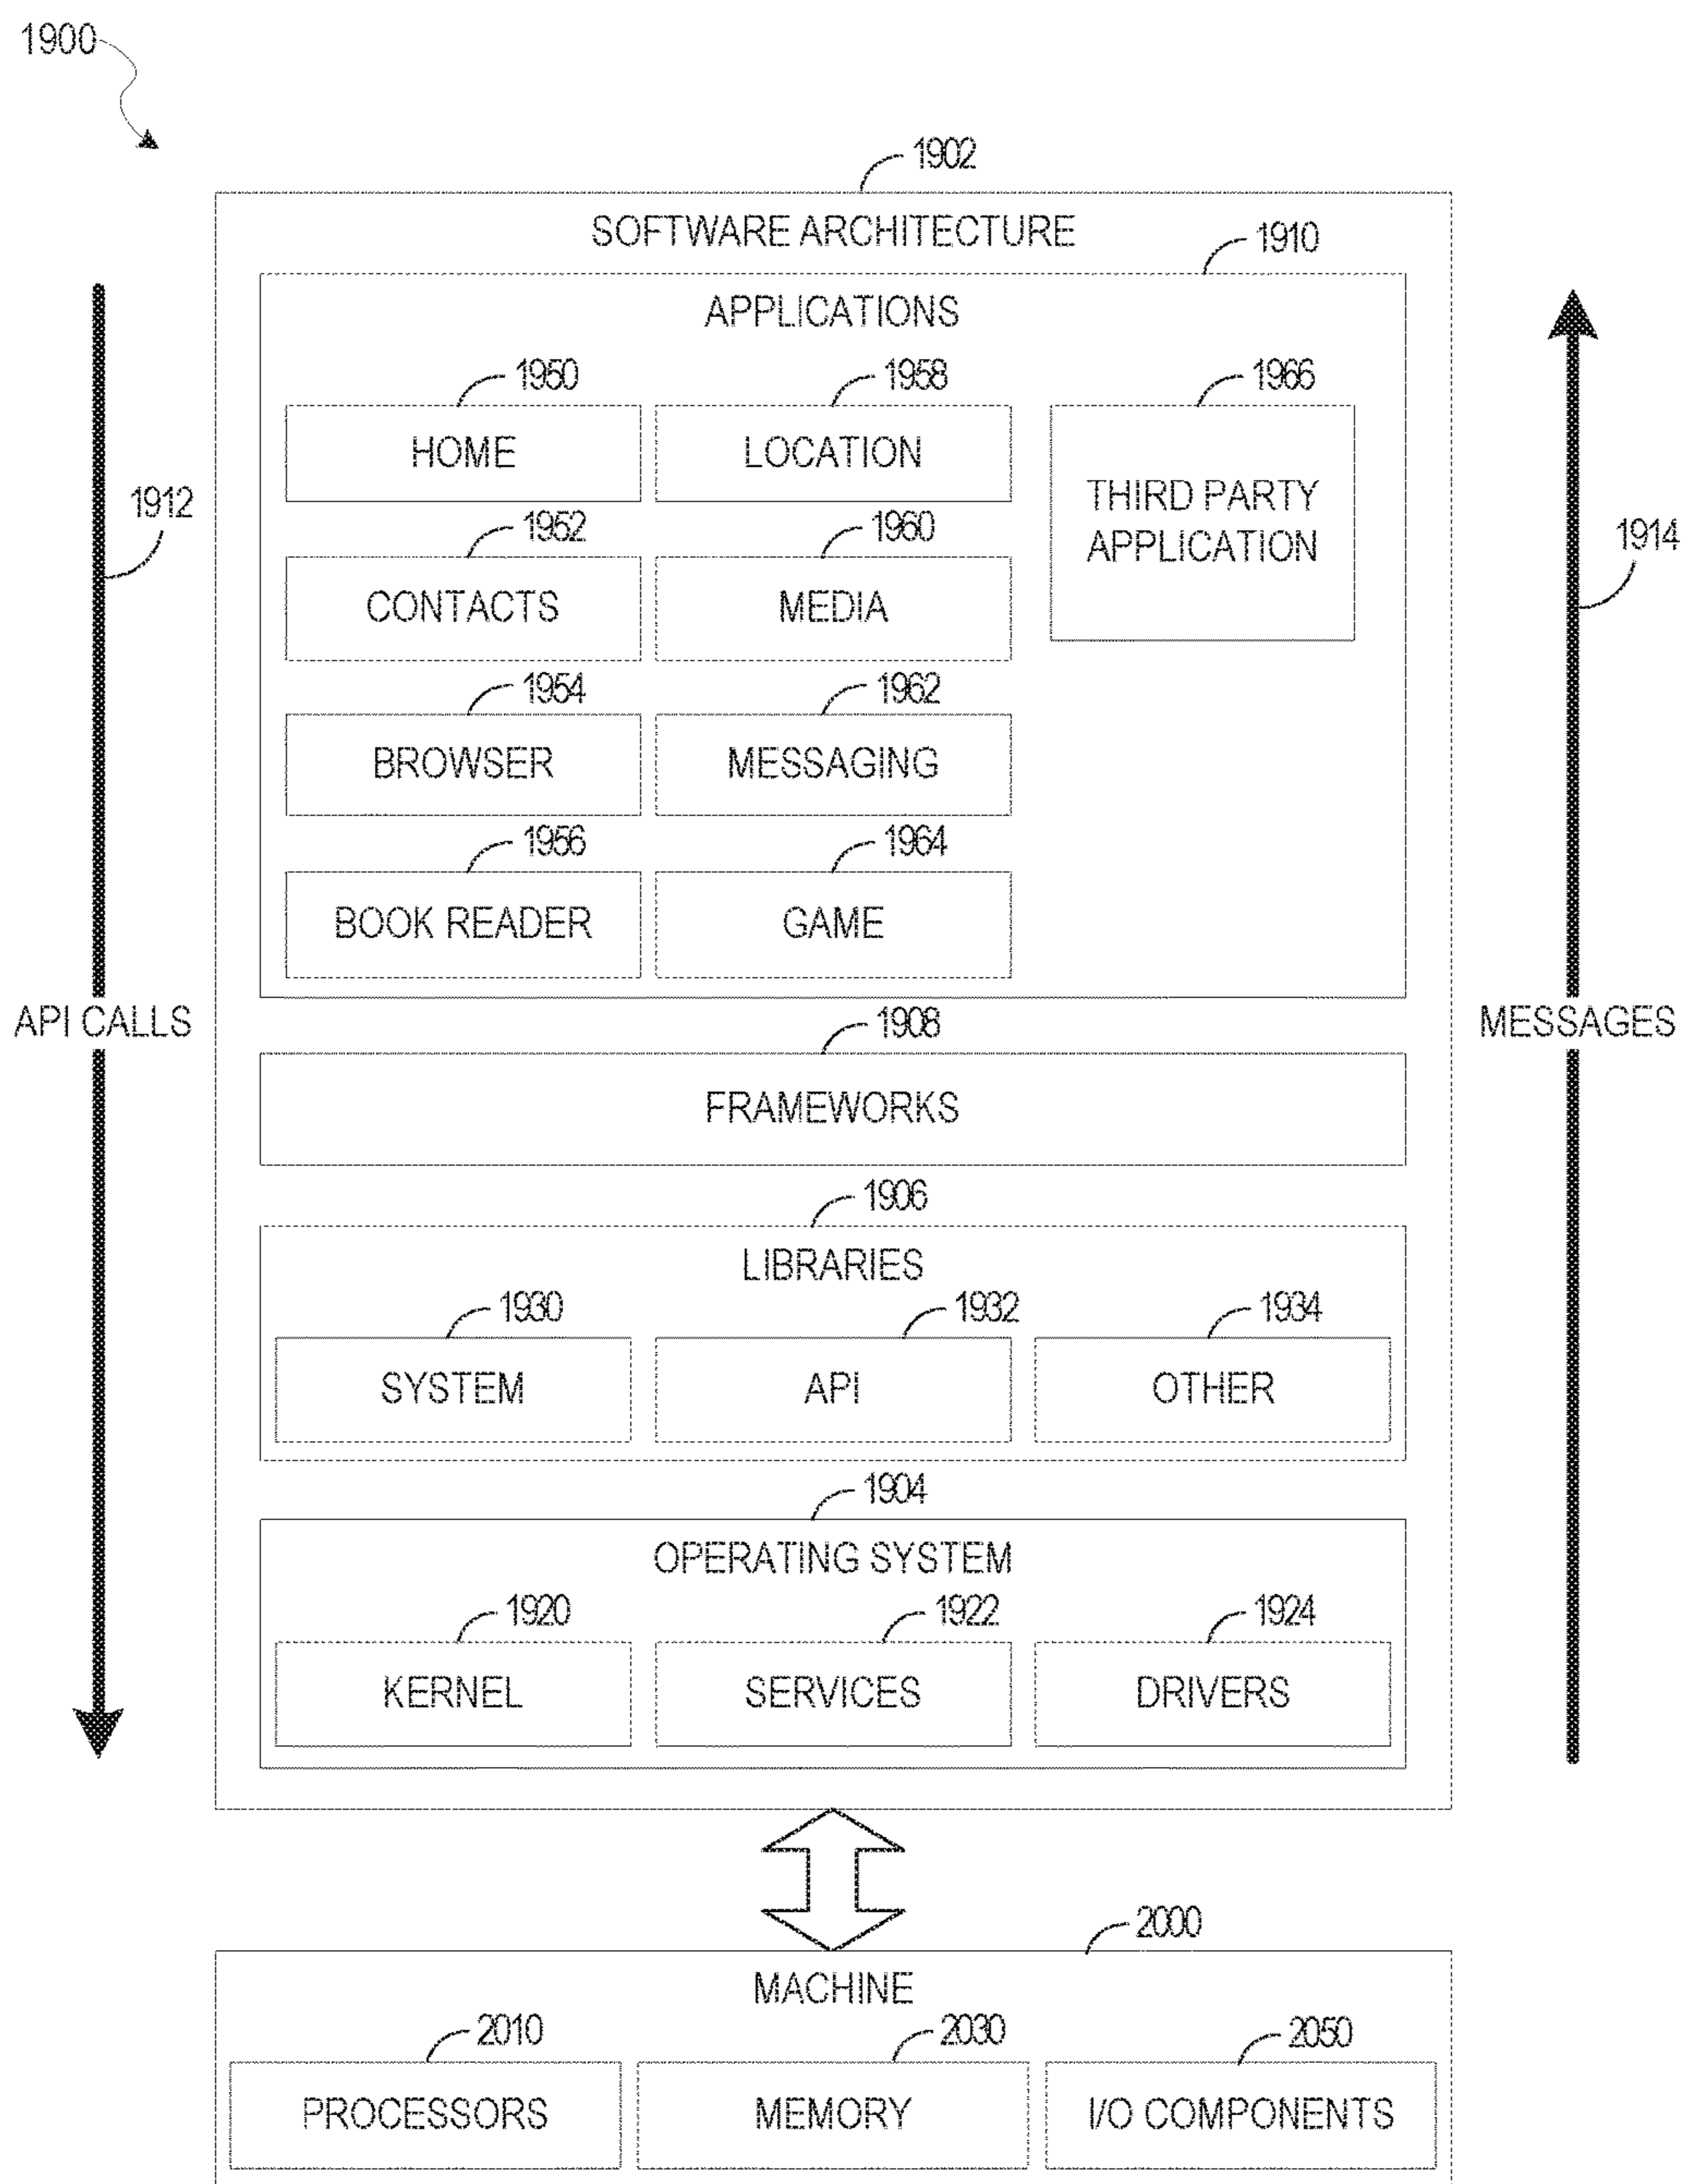 1900
1902
SOFTWARE ARCHITECTURE
1910
APPLICATIONS
1950
1958
1966
HOME
LOCATION
THIRD PARTY
APPLICATION
1912
1952
1960
1914
CONTACTS
MEDIA
1954
1962
BROWSER
MESSAGING
1956
1964
BOOK READER
GAME
API CALLS
MESSAGES
1908
FRAMEWORKS
1906
LIBRARIES
1930
1932
1934
SYSTEM
API
OTHER
1904
OPERATING SYSTEM
1920
1922
1924
KERNEL
SERVICES
DRIVERS
2000
MACHINE
2010
2030
2050
PROCESSORS
MEMORY
I/O COMPONENTS